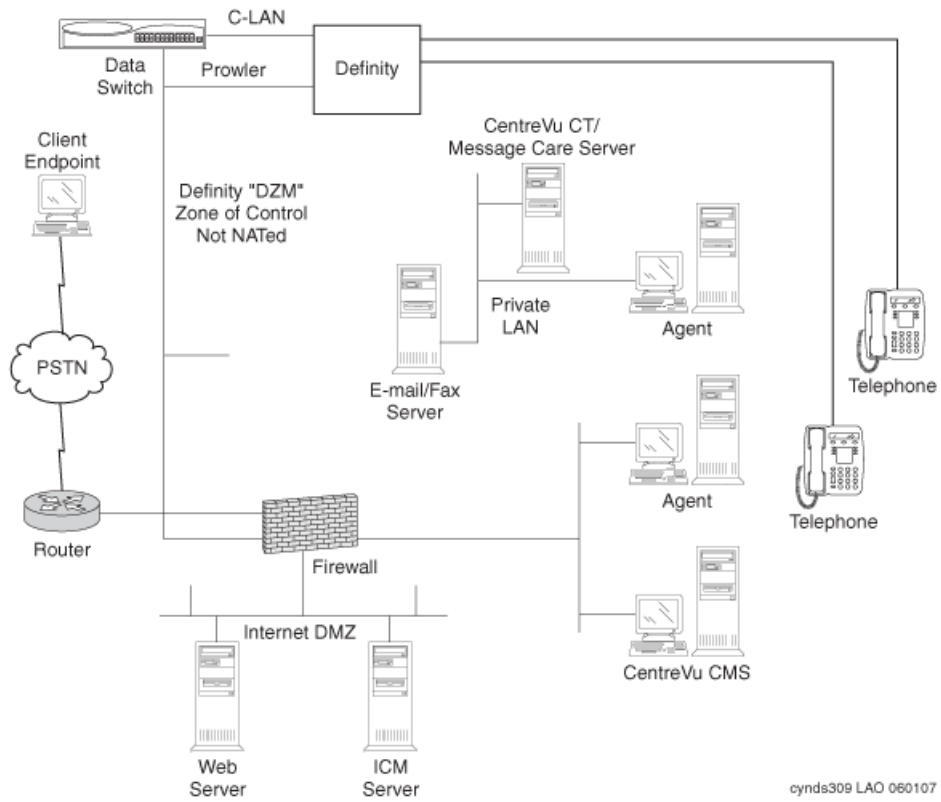 C-LAN
Data
Switch
Prowler
Definity
Client
Endpoint
CentreVu CT/
Message Care Server
Definity "DZM"
Zone of Control
Not NATed
Private
LAN
Agent
PSTN
E-mail/Fax
Server
Telephone
Agent
Telephone
Router
Firewall
Internet DMZ
CentreVu CMS
Web
Server
ICM
Server
cynds309 LAO 060107